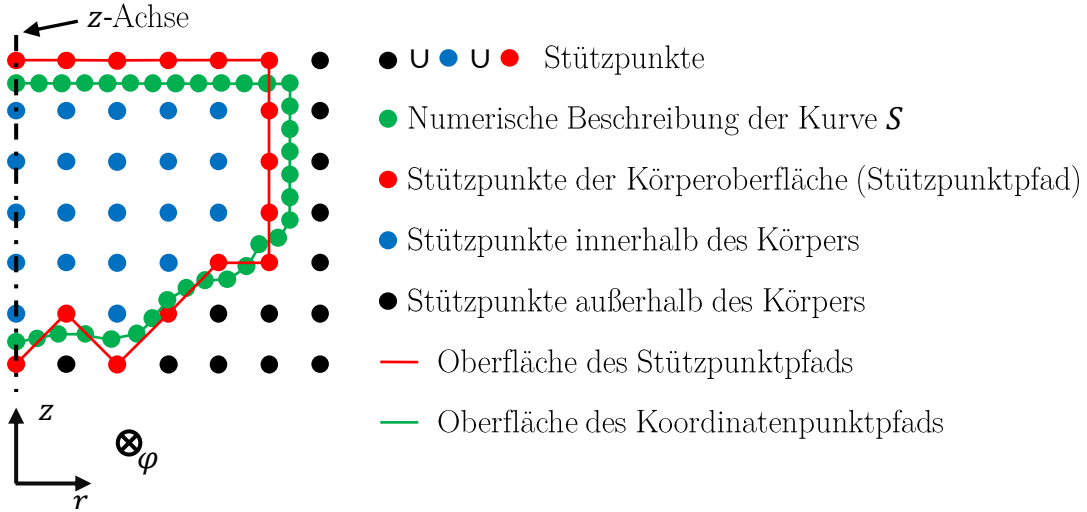 z-Achse
∪ ∪ Stützpunkte
Numerische Beschreibung der Kurve S
Stützpunkte der Körperoberfläche (Stützpunktpfad)
Stützpunkte innerhalb des Körpers
Stützpunkte außerhalb des Körpers
Oberfläche des Stützpunktpfads
Oberfläche des Koordinatenpunktpfads
z
φ
r